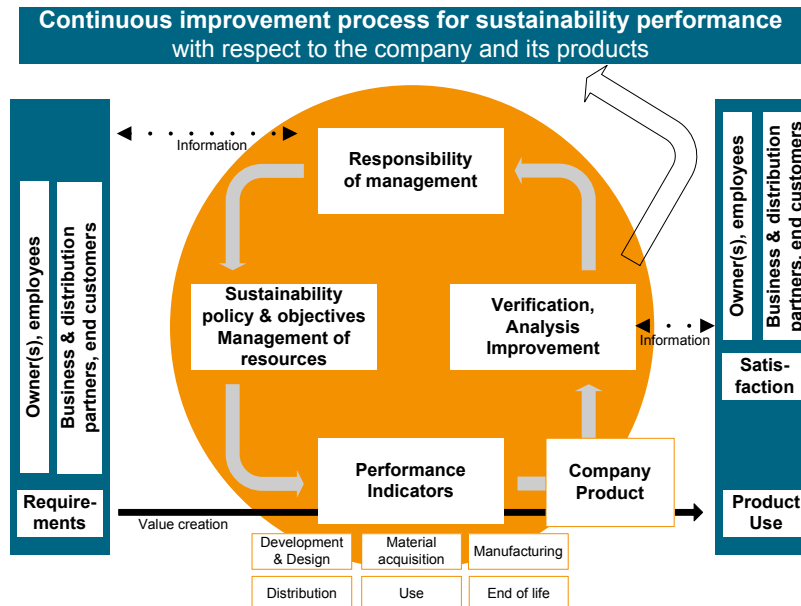 Continuous improvement process for sustainability performance
with respect to the company and its products
Owner(s), employees
Business & distribution
partners, end customers
Require-
ments
Information
Responsibility
of management
Sustainability
policy & objectives
Management of
resources
Verification,
Analysis
Improvement
Information
Performance
Indicators
Company
Product
Value creation
Development
& Design
Material
acquisition
Manufacturing
Distribution
Use
End of life
Owner(s), employees
Business & distribution
partners, end customers
Satis-
faction
Product
Use